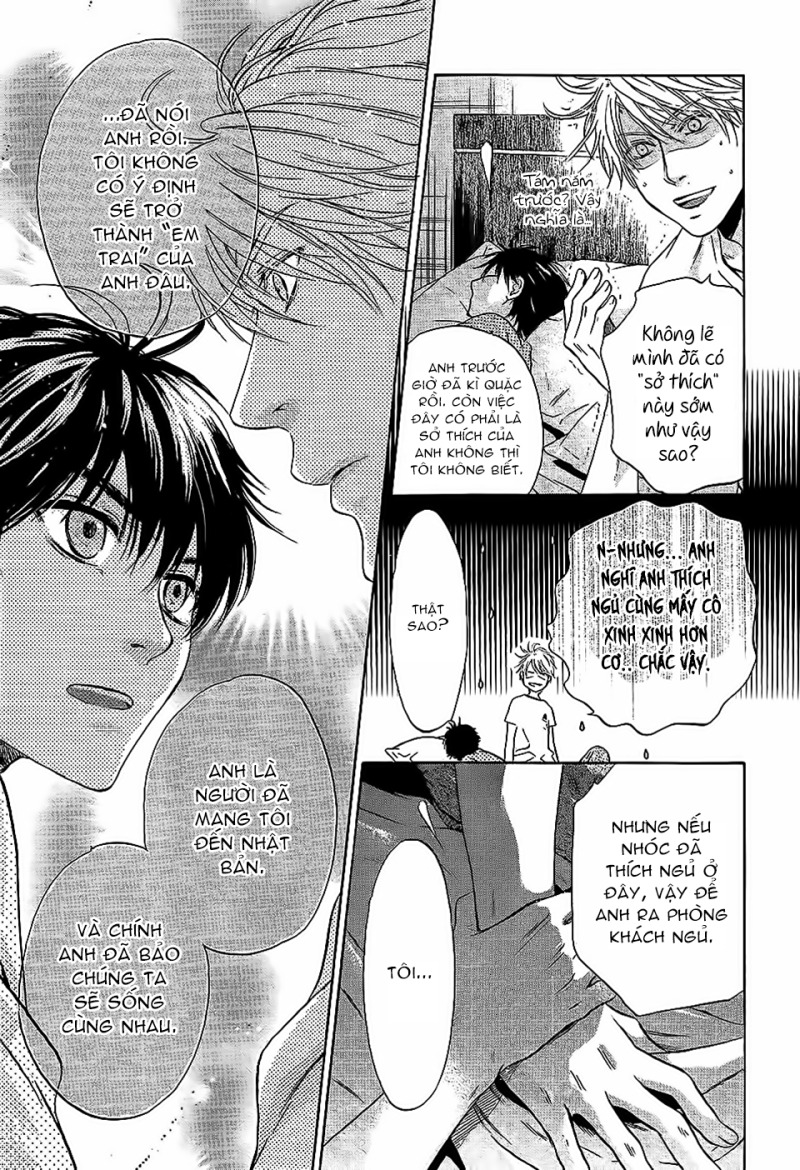 Tám năm
trước? Vậy
nghĩa là...
Không lẽ
mình đã có
"sở thích"
này sớm
như vậy
sao?
ANH TRƯỚC
GIỜ ĐÃ KÌ QUẶC
RỒI. CÒN VIỆC
ĐÂY CÓ PHẢI LÀ
SỞ THÍCH CỦA
ANH KHÔNG THÌ
TÔI KHÔNG BIẾT.
N-NHƯNG... ANH
NGHĨ ANH THÍCH
NGỦ CÙNG MẤY CÔ
XINH XINH HƠN
CƠ.. CHẮC VẬY.
THẬT
SAO?
NHƯNG NẾU
NHÓC ĐÃ
THÍCH NGỦ Ở
ĐÂY, VẬY ĐỂ
ANH RA PHÒNG
KHÁCH NGỦ.
TÔI...
...ĐÃ NÓI
ANH RỒI.
TÔI KHÔNG
CÓ Ý ĐỊNH
SẼ TRỞ
THÀNH "EM
TRAI" CỦA
ANH ĐÂU.
ANH LÀ
NGƯỜI ĐÃ
MANG TÔI
ĐẾN NHẬT
BẢN.
VÀ CHÍNH
ANH ĐÃ BẢO
CHÚNG TA
SẼ SỐNG
CÙNG NHAU.